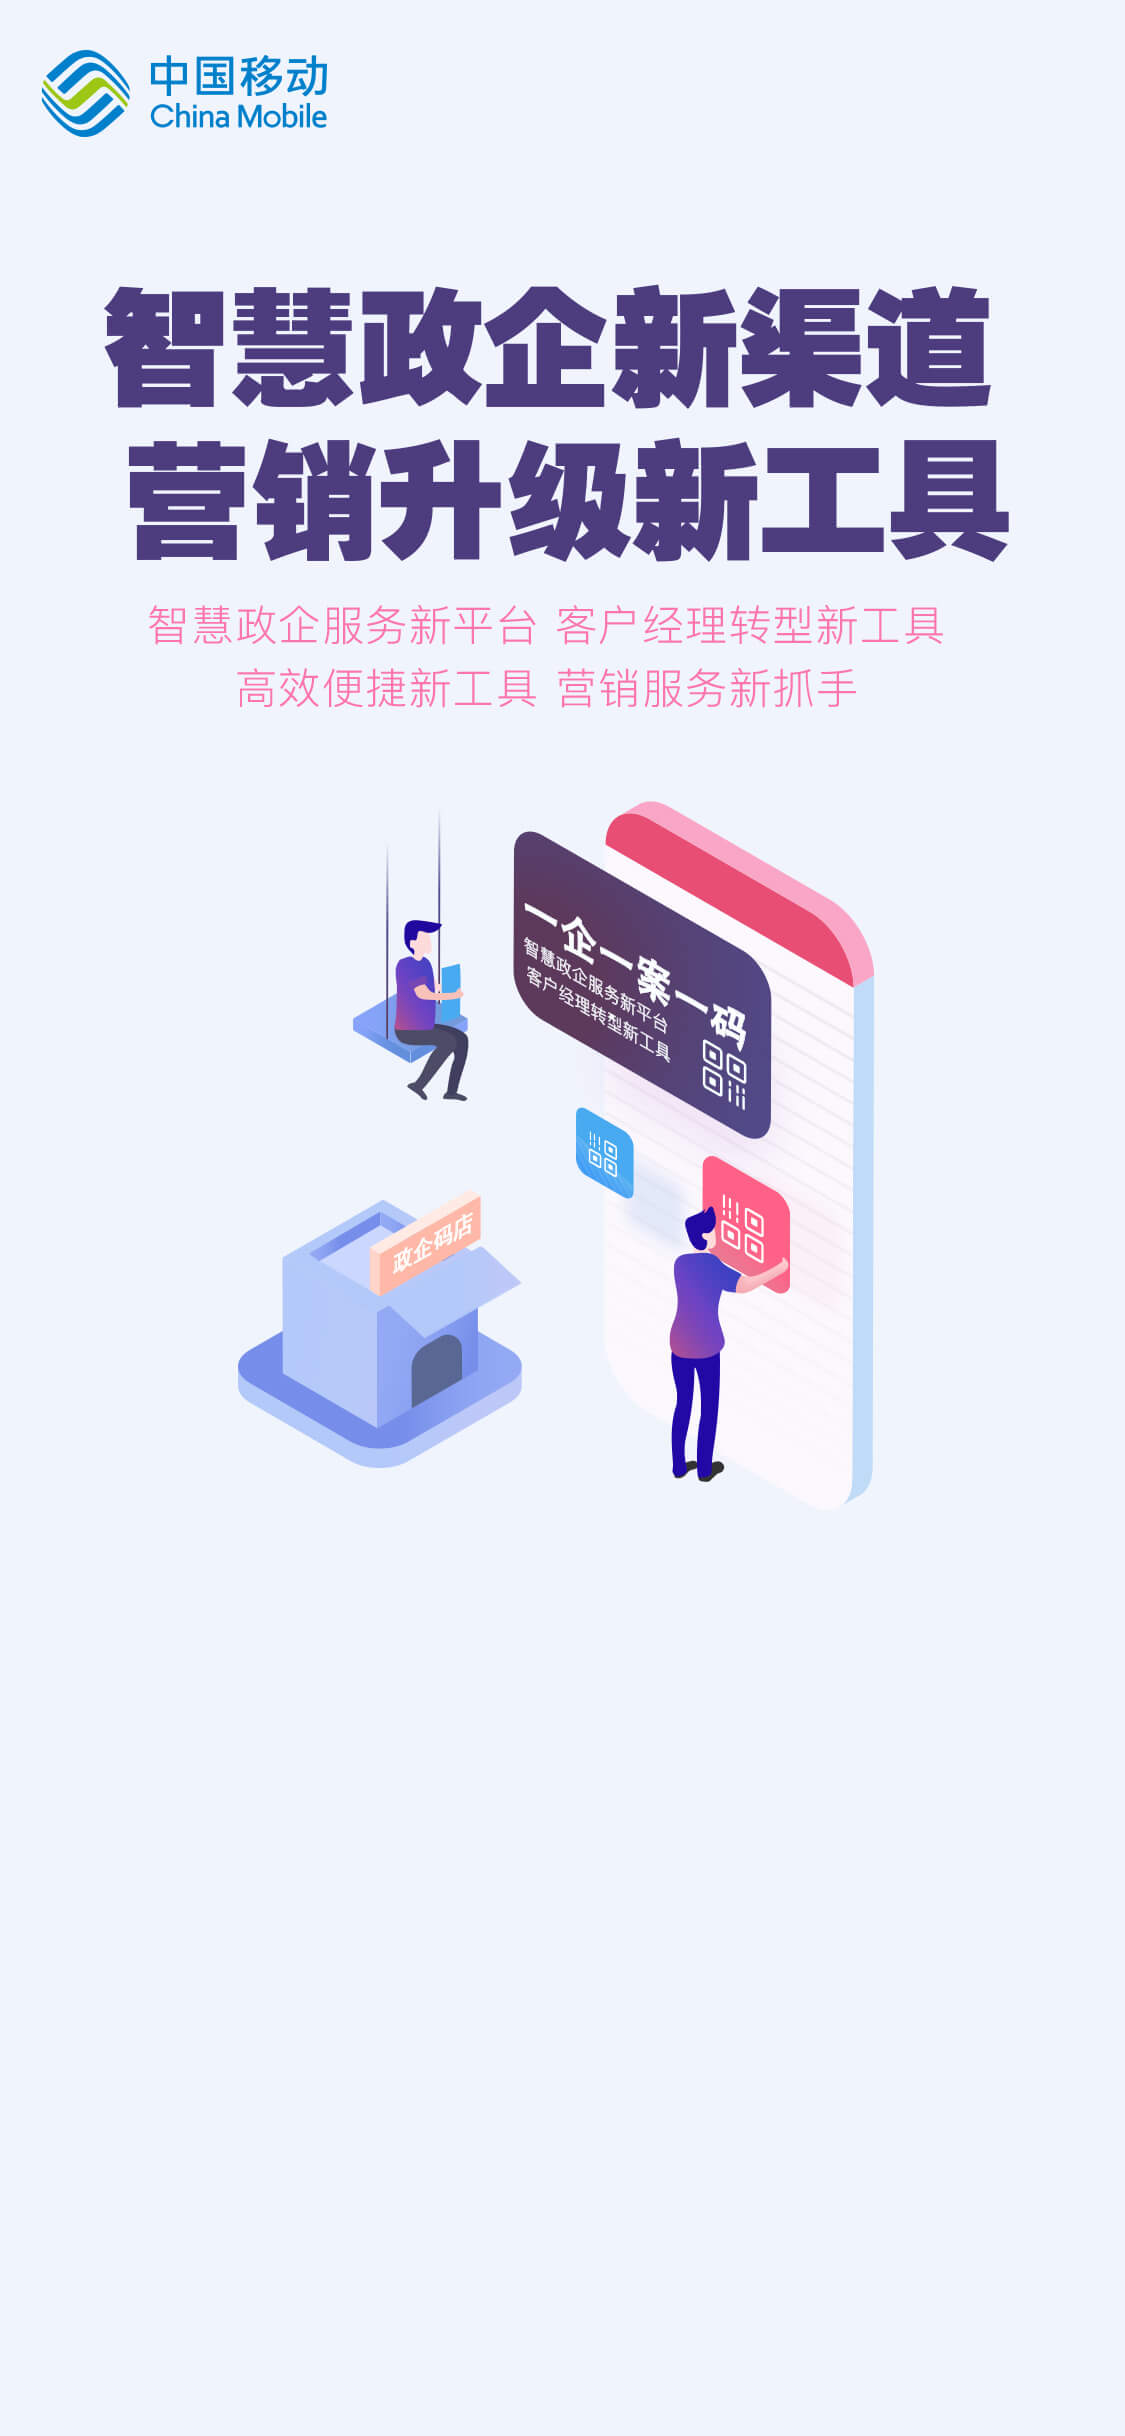 中国移动
China Mobile
智慧政企新渠道
营销升级新工具
智慧政企服务新平台 客户经理转型新工具
高效便捷新工具 营销服务新抓手
一企一案一码
智慧政企服务新平台
客户经理转型新工具
政企码店